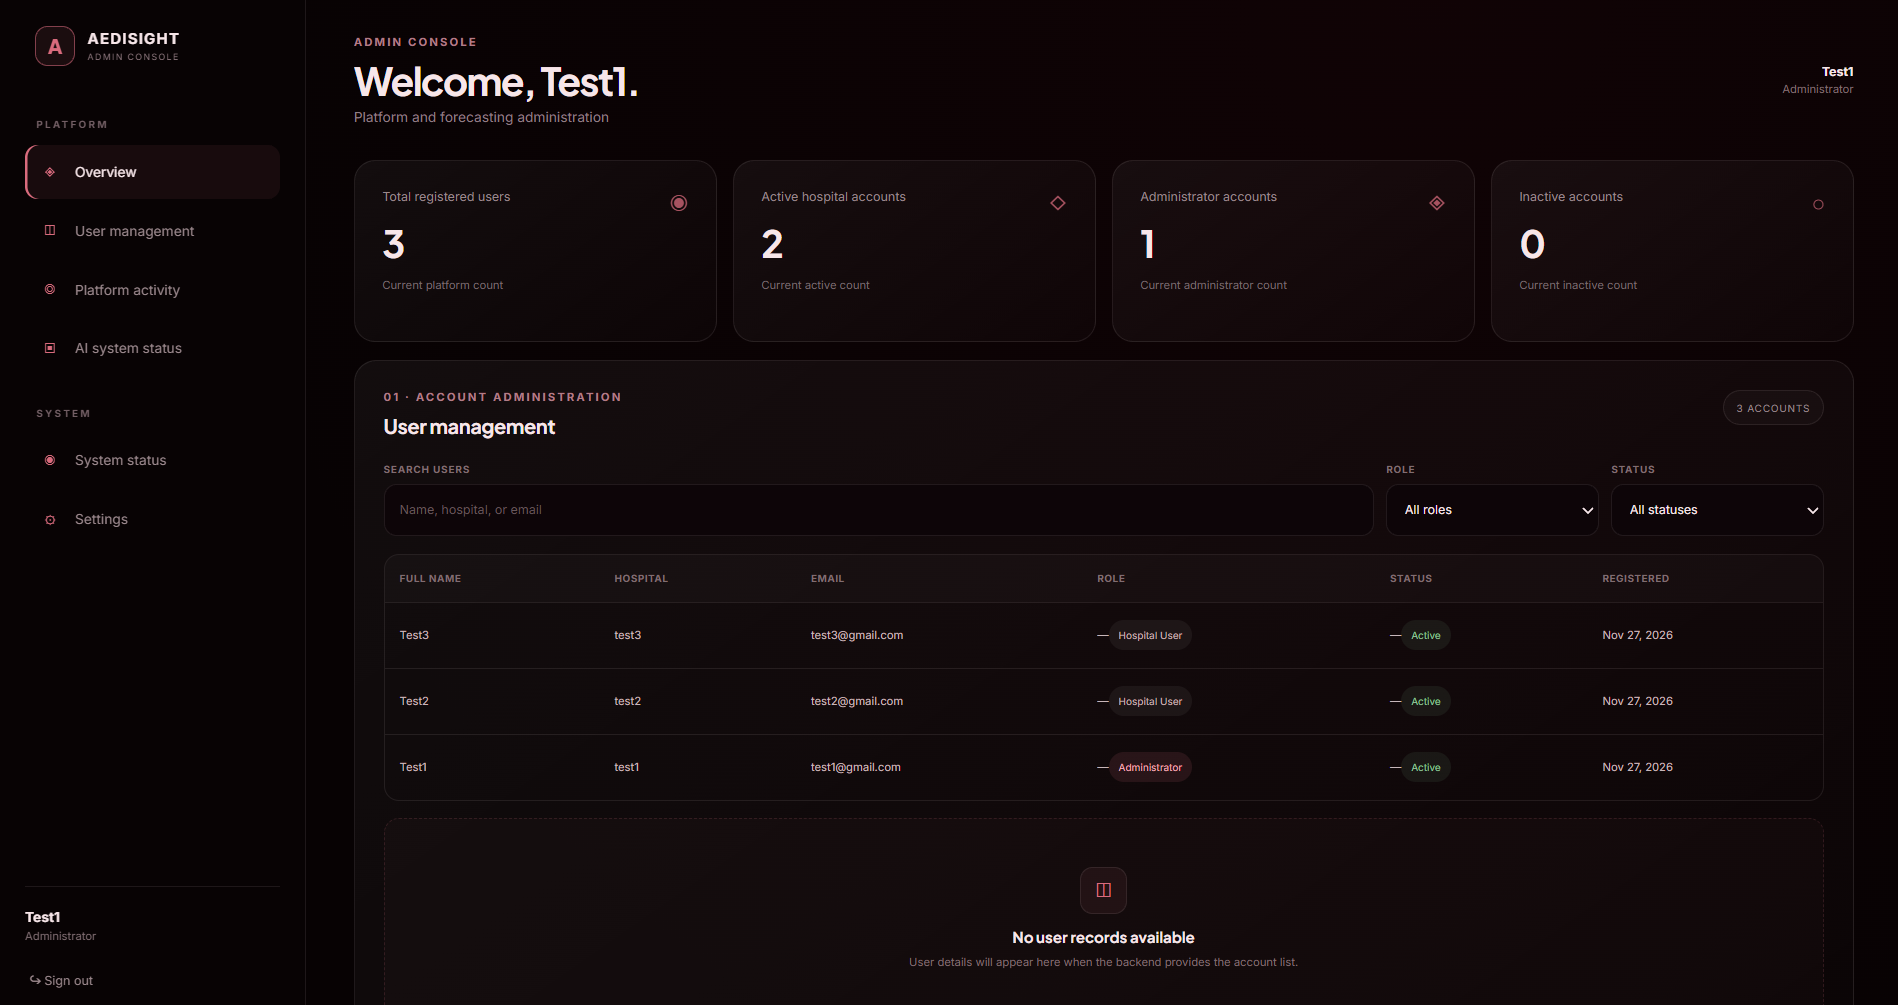 A
AEDISIGHT
ADMIN CONSOLE
PLATFORM
Overview
User management
Platform activity
AI system status
SYSTEM
System status
Settings
Test1
Administrator
↪ Sign out
ADMIN CONSOLE
Welcome, Test1.
Platform and forecasting administration
Test1
Administrator
Total registered users
3
Current platform count
Active hospital accounts
2
Current active count
Administrator accounts
1
Current administrator count
Inactive accounts
0
Current inactive count
01 · ACCOUNT ADMINISTRATION
User management
3 ACCOUNTS
SEARCH USERS
Name, hospital, or email
ROLE
All roles
STATUS
All statuses
FULL NAME HOSPITAL EMAIL ROLE STATUS REGISTERED
Test3 test3 test3@gmail.com —Hospital User —Active Nov 27, 2026
Test2 test2 test2@gmail.com —Hospital User —Active Nov 27, 2026
Test1 test1 test1@gmail.com —Administrator —Active Nov 27, 2026
No user records available
User details will appear here when the backend provides the account list.